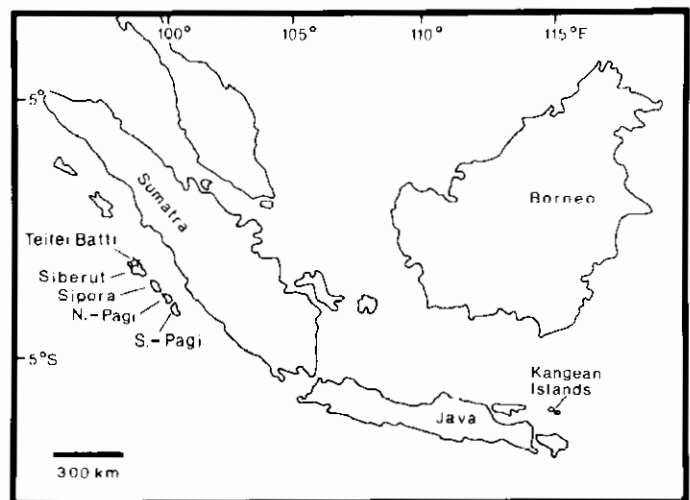 100°
105°
110°
115°E
5°
Sumatra
Borneo
Teitei Batti
Siberut
Sipora
N.-Pagi
S.-Pagi
5°S
Kangean
Islands
Java
300 km